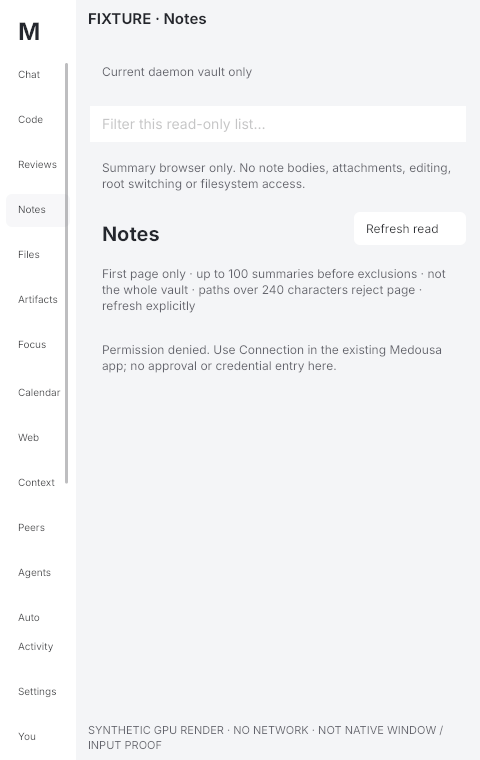 M
Chat
Code
Reviews
Notes
Files
Artifacts
Focus
Calendar
Web
Context
Peers
Agents
Auto
Activity
Settings
You
FIXTURE · Notes
Current daemon vault only
Filter this read-only list...
Summary browser only. No note bodies, attachments, editing,
root switching or filesystem access.
Notes
Refresh read
First page only · up to 100 summaries before exclusions · not
the whole vault · paths over 240 characters reject page ·
refresh explicitly
Permission denied. Use Connection in the existing Medousa
app; no approval or credential entry here.
SYNTHETIC GPU RENDER · NO NETWORK · NOT NATIVE WINDOW /
INPUT PROOF